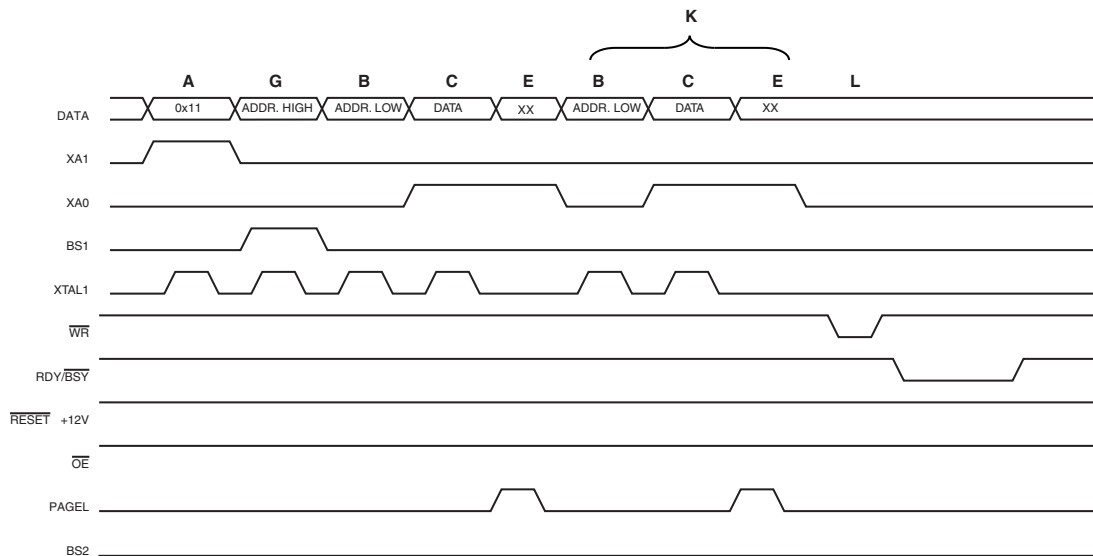 K
A G B C E B C E L
DATA 0x11 ADDR. HIGH ADDR. LOW DATA XX ADDR. LOW DATA XX
XA1
XA0
BS1
XTAL1
WR
RDY/BSY
RESET +12V
OE
PAGEL
BS2